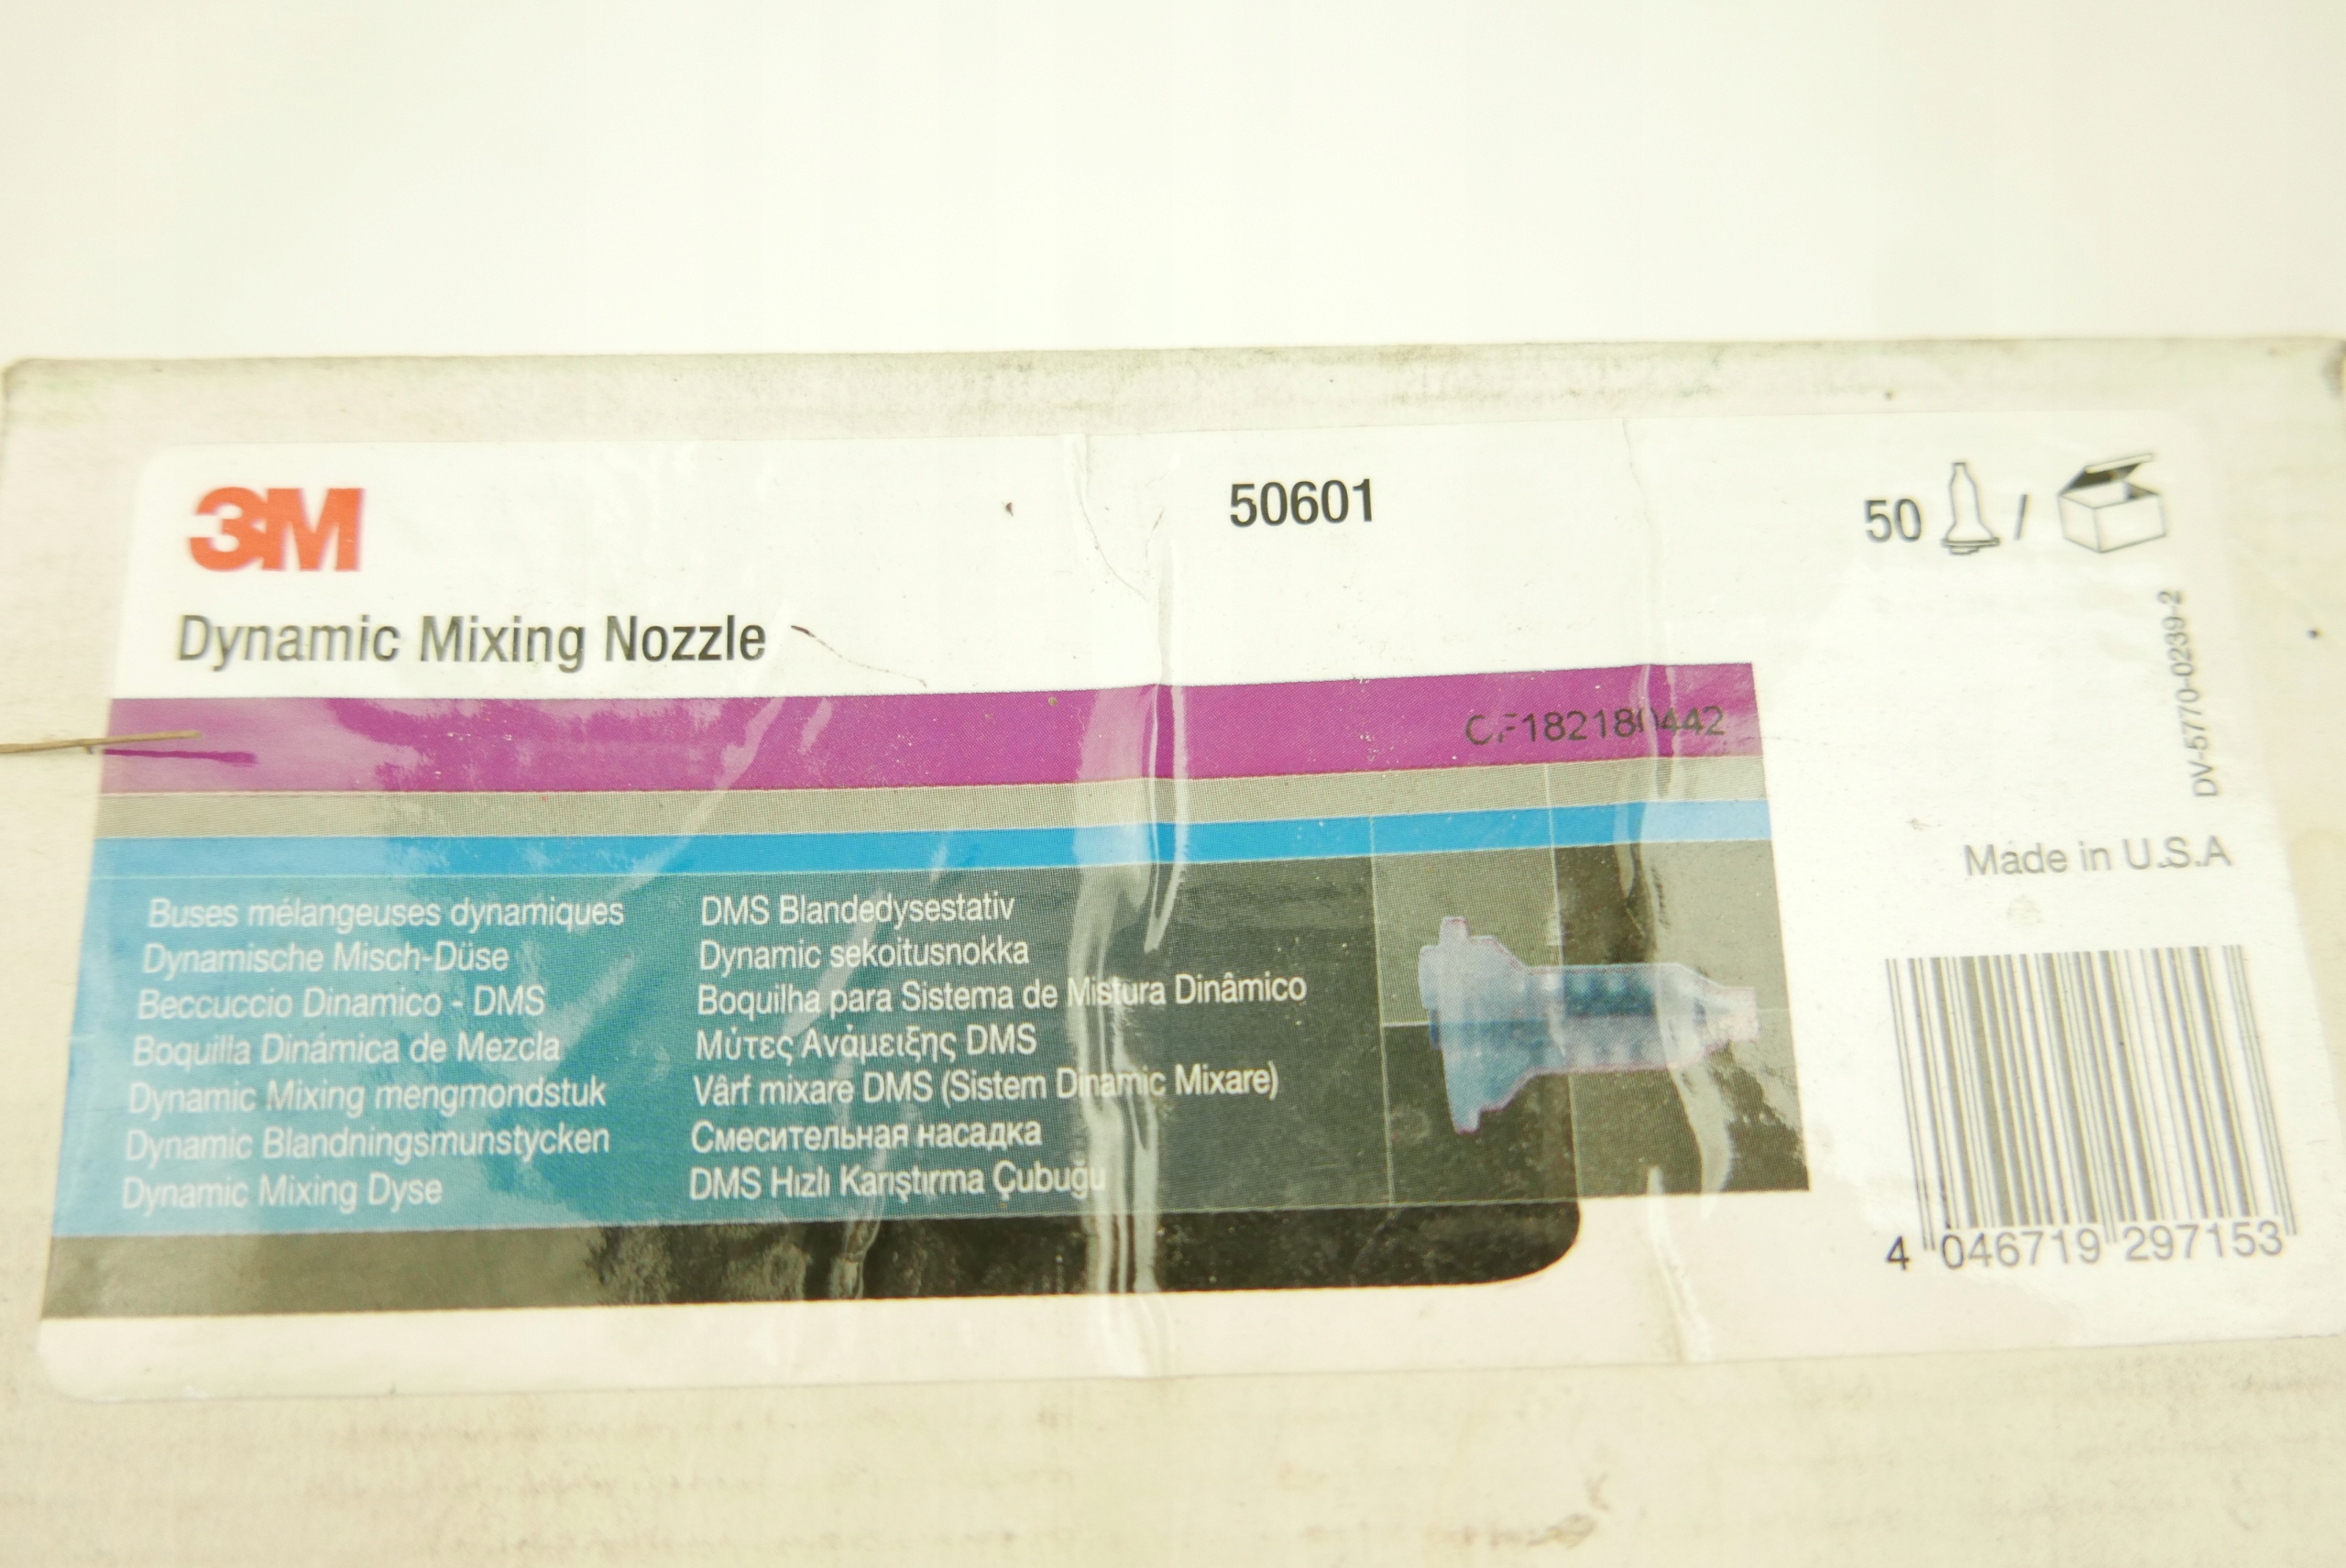 3M
50601
50 /
Dynamic Mixing Nozzle
DV-5770-0239-2
Made in U.S.A
Buses mélangeuses dynamiques
Dynamische Misch-Düse
Beccuccio Dinamico - DMS
Boquilla Dinámica de Mezcla
Dynamic Mixing mengmondstuk
Dynamic Blandningsmunstycken
Dynamic Mixing Dyse
DMS Blandedysestativ
Dynamic sekoitusnokka
Boquilha para Sistema de Mistura Dinâmico
Μύτες Ανάμειξης DMS
Vârf mixare DMS (Sistem Dinamic Mixare)
Смесительная насадка
DMS Hızlı Karıştırma Çubuğu
4 046719 297153